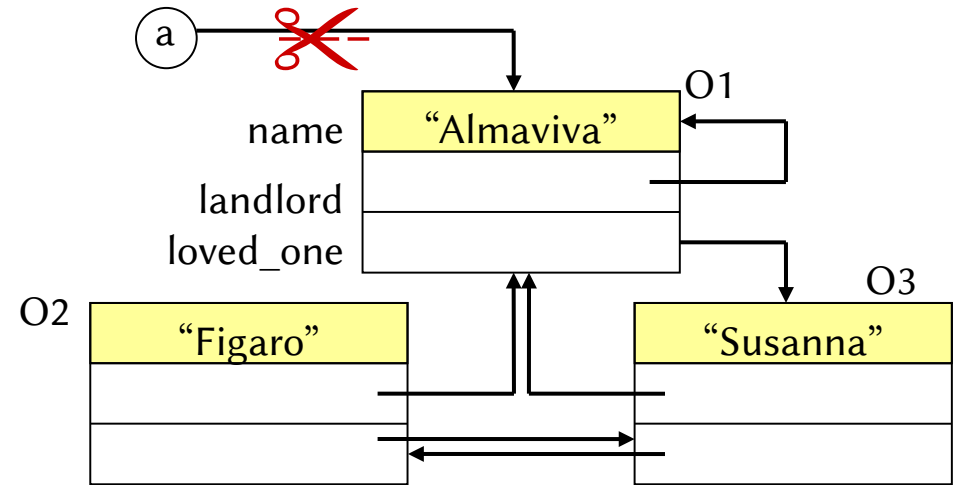 a
O1
name
“Almaviva”
landlord
loved_one
O3
O2
“Figaro”
“Susanna”